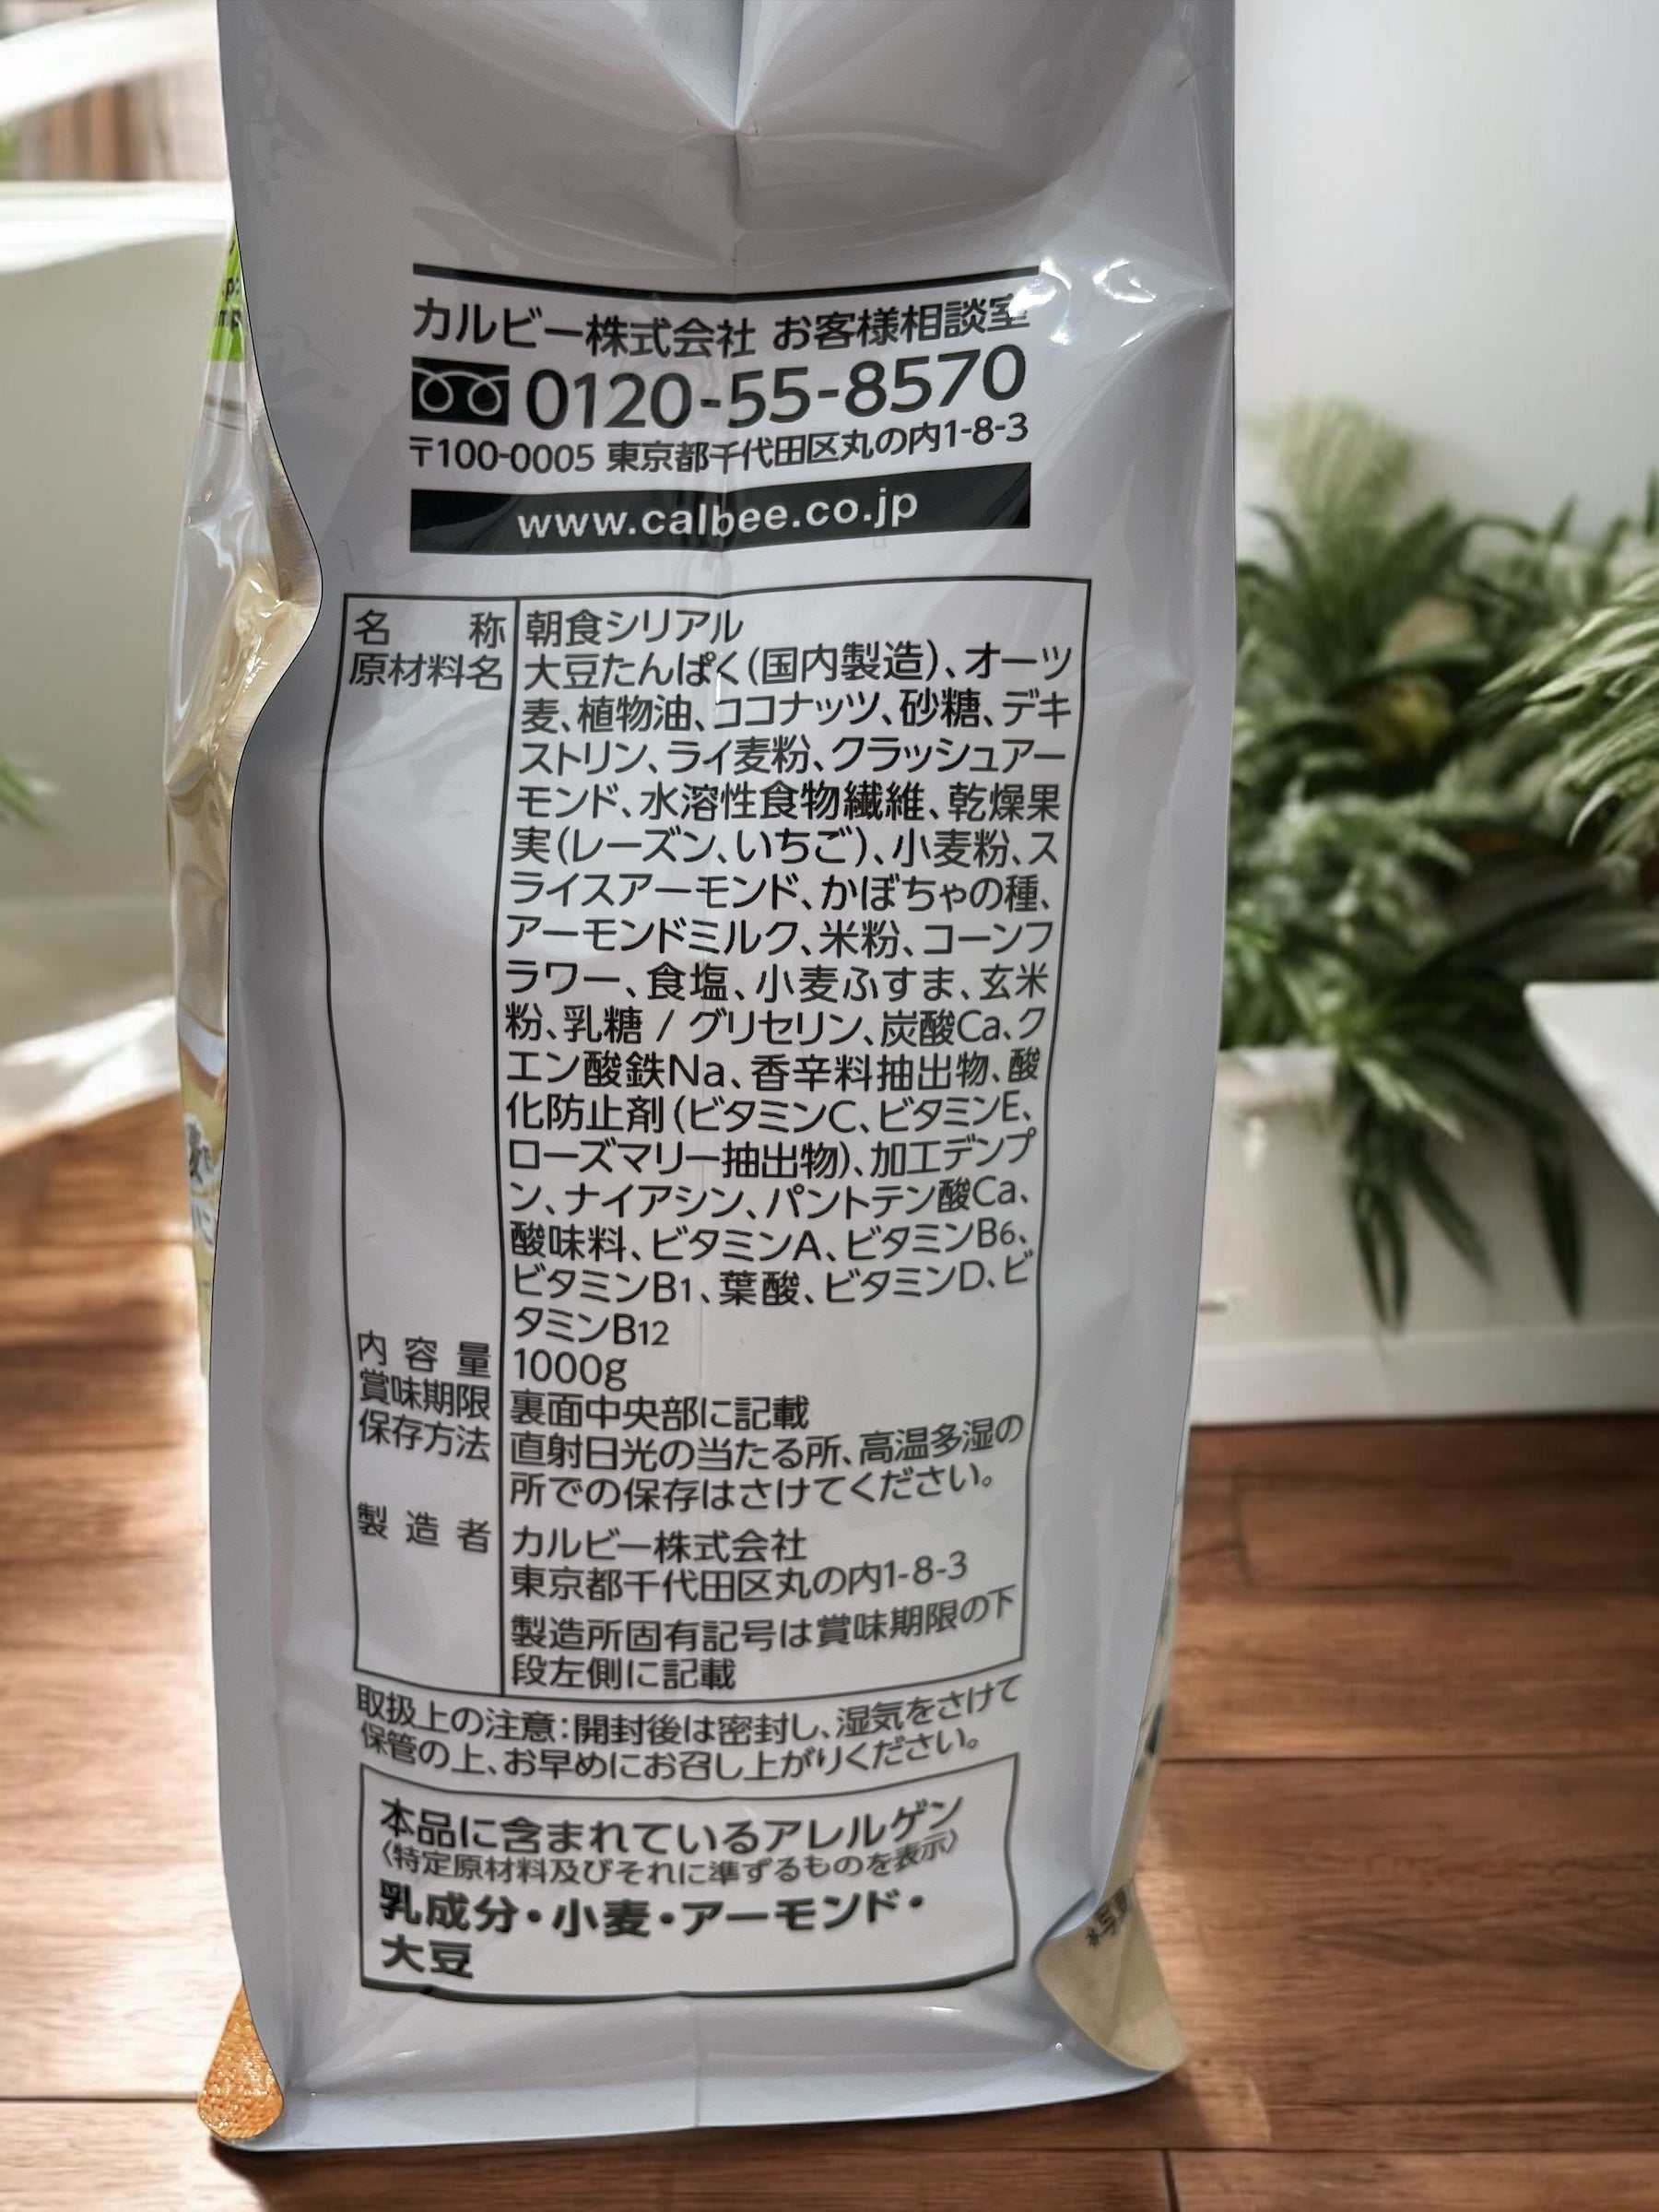 カルビー株式会社 お客様相談室
0120-55-8570
〒100-0005 東京都千代田区丸の内1-8-3
www.calbee.co.jp
名 称 朝食シリアル
原材料名 大豆たんぱく(国内製造)、オーツ
麦、植物油、ココナッツ、砂糖、デキ
ストリン、ライ麦粉、クラッシュアー
モンド、水溶性食物繊維、乾燥果
実(レーズン、いちご)、小麦粉、ス
ライスアーモンド、かぼちゃの種、
アーモンドミルク、米粉、コーンフ
ラワー、食塩、小麦ふすま、玄米
粉、乳糖 / グリセリン、炭酸Ca、ク
エン酸鉄Na、香辛料抽出物、酸
化防止剤(ビタミンC、ビタミンE、
ローズマリー抽出物)、加工デンプ
ン、ナイアシン、パントテン酸Ca、
酸味料、ビタミンA、ビタミンB6、
ビタミンB1、葉酸、ビタミンD、ビ
タミンB12
内容量 1000g
賞味期限 裏面中央部に記載
保存方法 直射日光の当たる所、高温多湿の
所での保存はさけてください。
製造者 カルビー株式会社
東京都千代田区丸の内1-8-3
製造所固有記号は賞味期限の下
段左側に記載
取扱上の注意:開封後は密封し、湿気をさけて
保管の上、お早めにお召し上がりください。
本品に含まれているアレルゲン
〈特定原材料及びそれに準ずるものを表示〉
乳成分・小麦・アーモンド・
大豆